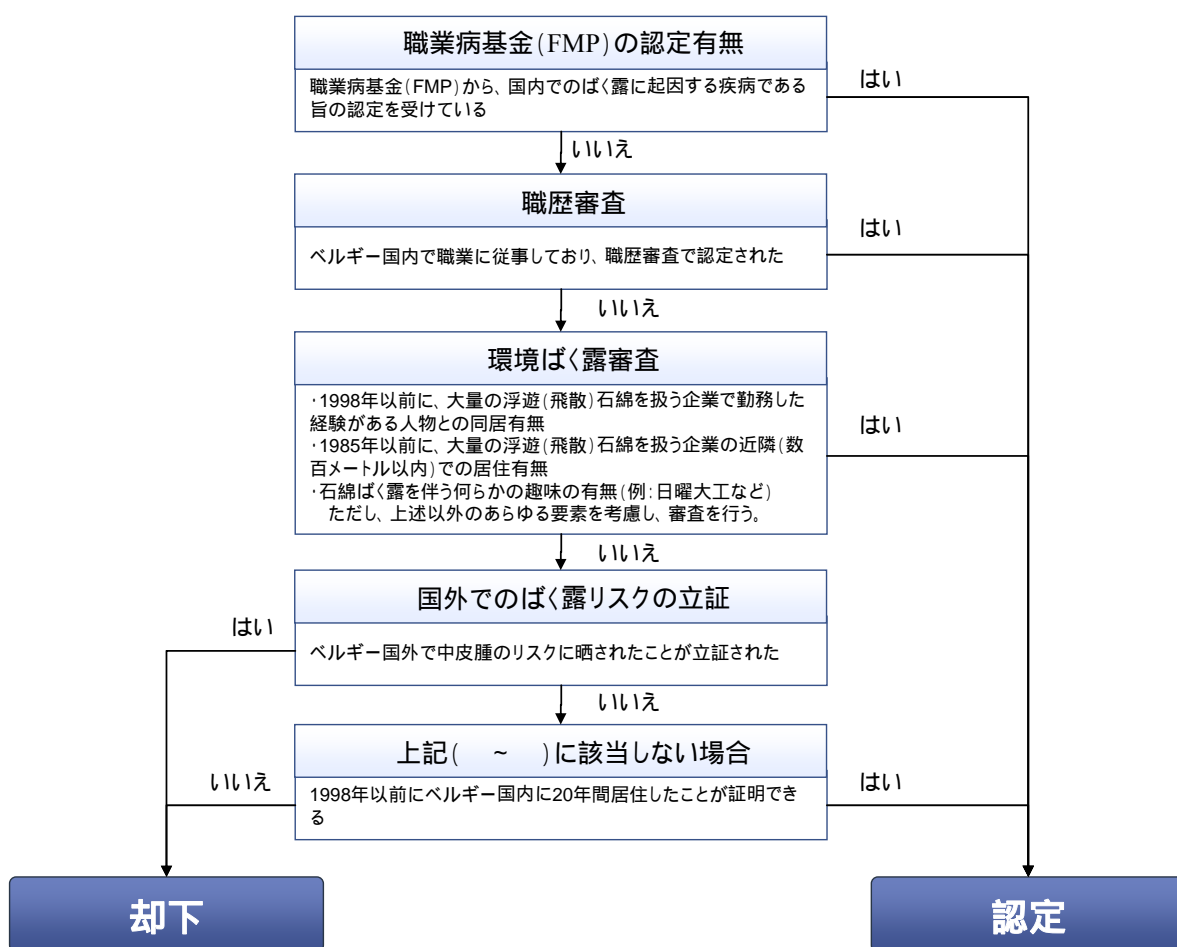 職業病基金(FMP)の認定有無
職業病基金(FMP)から、国内でのばく露に起因する疾病である
旨の認定を受けている
はい
いいえ
職歴審査
ベルギー国内で職業に従事しており、職歴審査で認定された
はい
いいえ
環境ばく露審査
・1998年以前に、大量の浮遊(飛散)石綿を扱う企業で勤務した
経験がある人物との同居有無
・1985年以前に、大量の浮遊(飛散)石綿を扱う企業の近隣(数
百メートル以内)での居住有無
・石綿ばく露を伴う何らかの趣味の有無(例:日曜大工など)
ただし、上述以外のあらゆる要素を考慮し、審査を行う。
はい
いいえ
国外でのばく露リスクの立証
はい
ベルギー国外で中皮腫のリスクに晒されたことが立証された
いいえ
上記( ~ )に該当しない場合
いいえ
1998年以前にベルギー国内に20年間居住したことが証明でき
る
はい
却下
認定